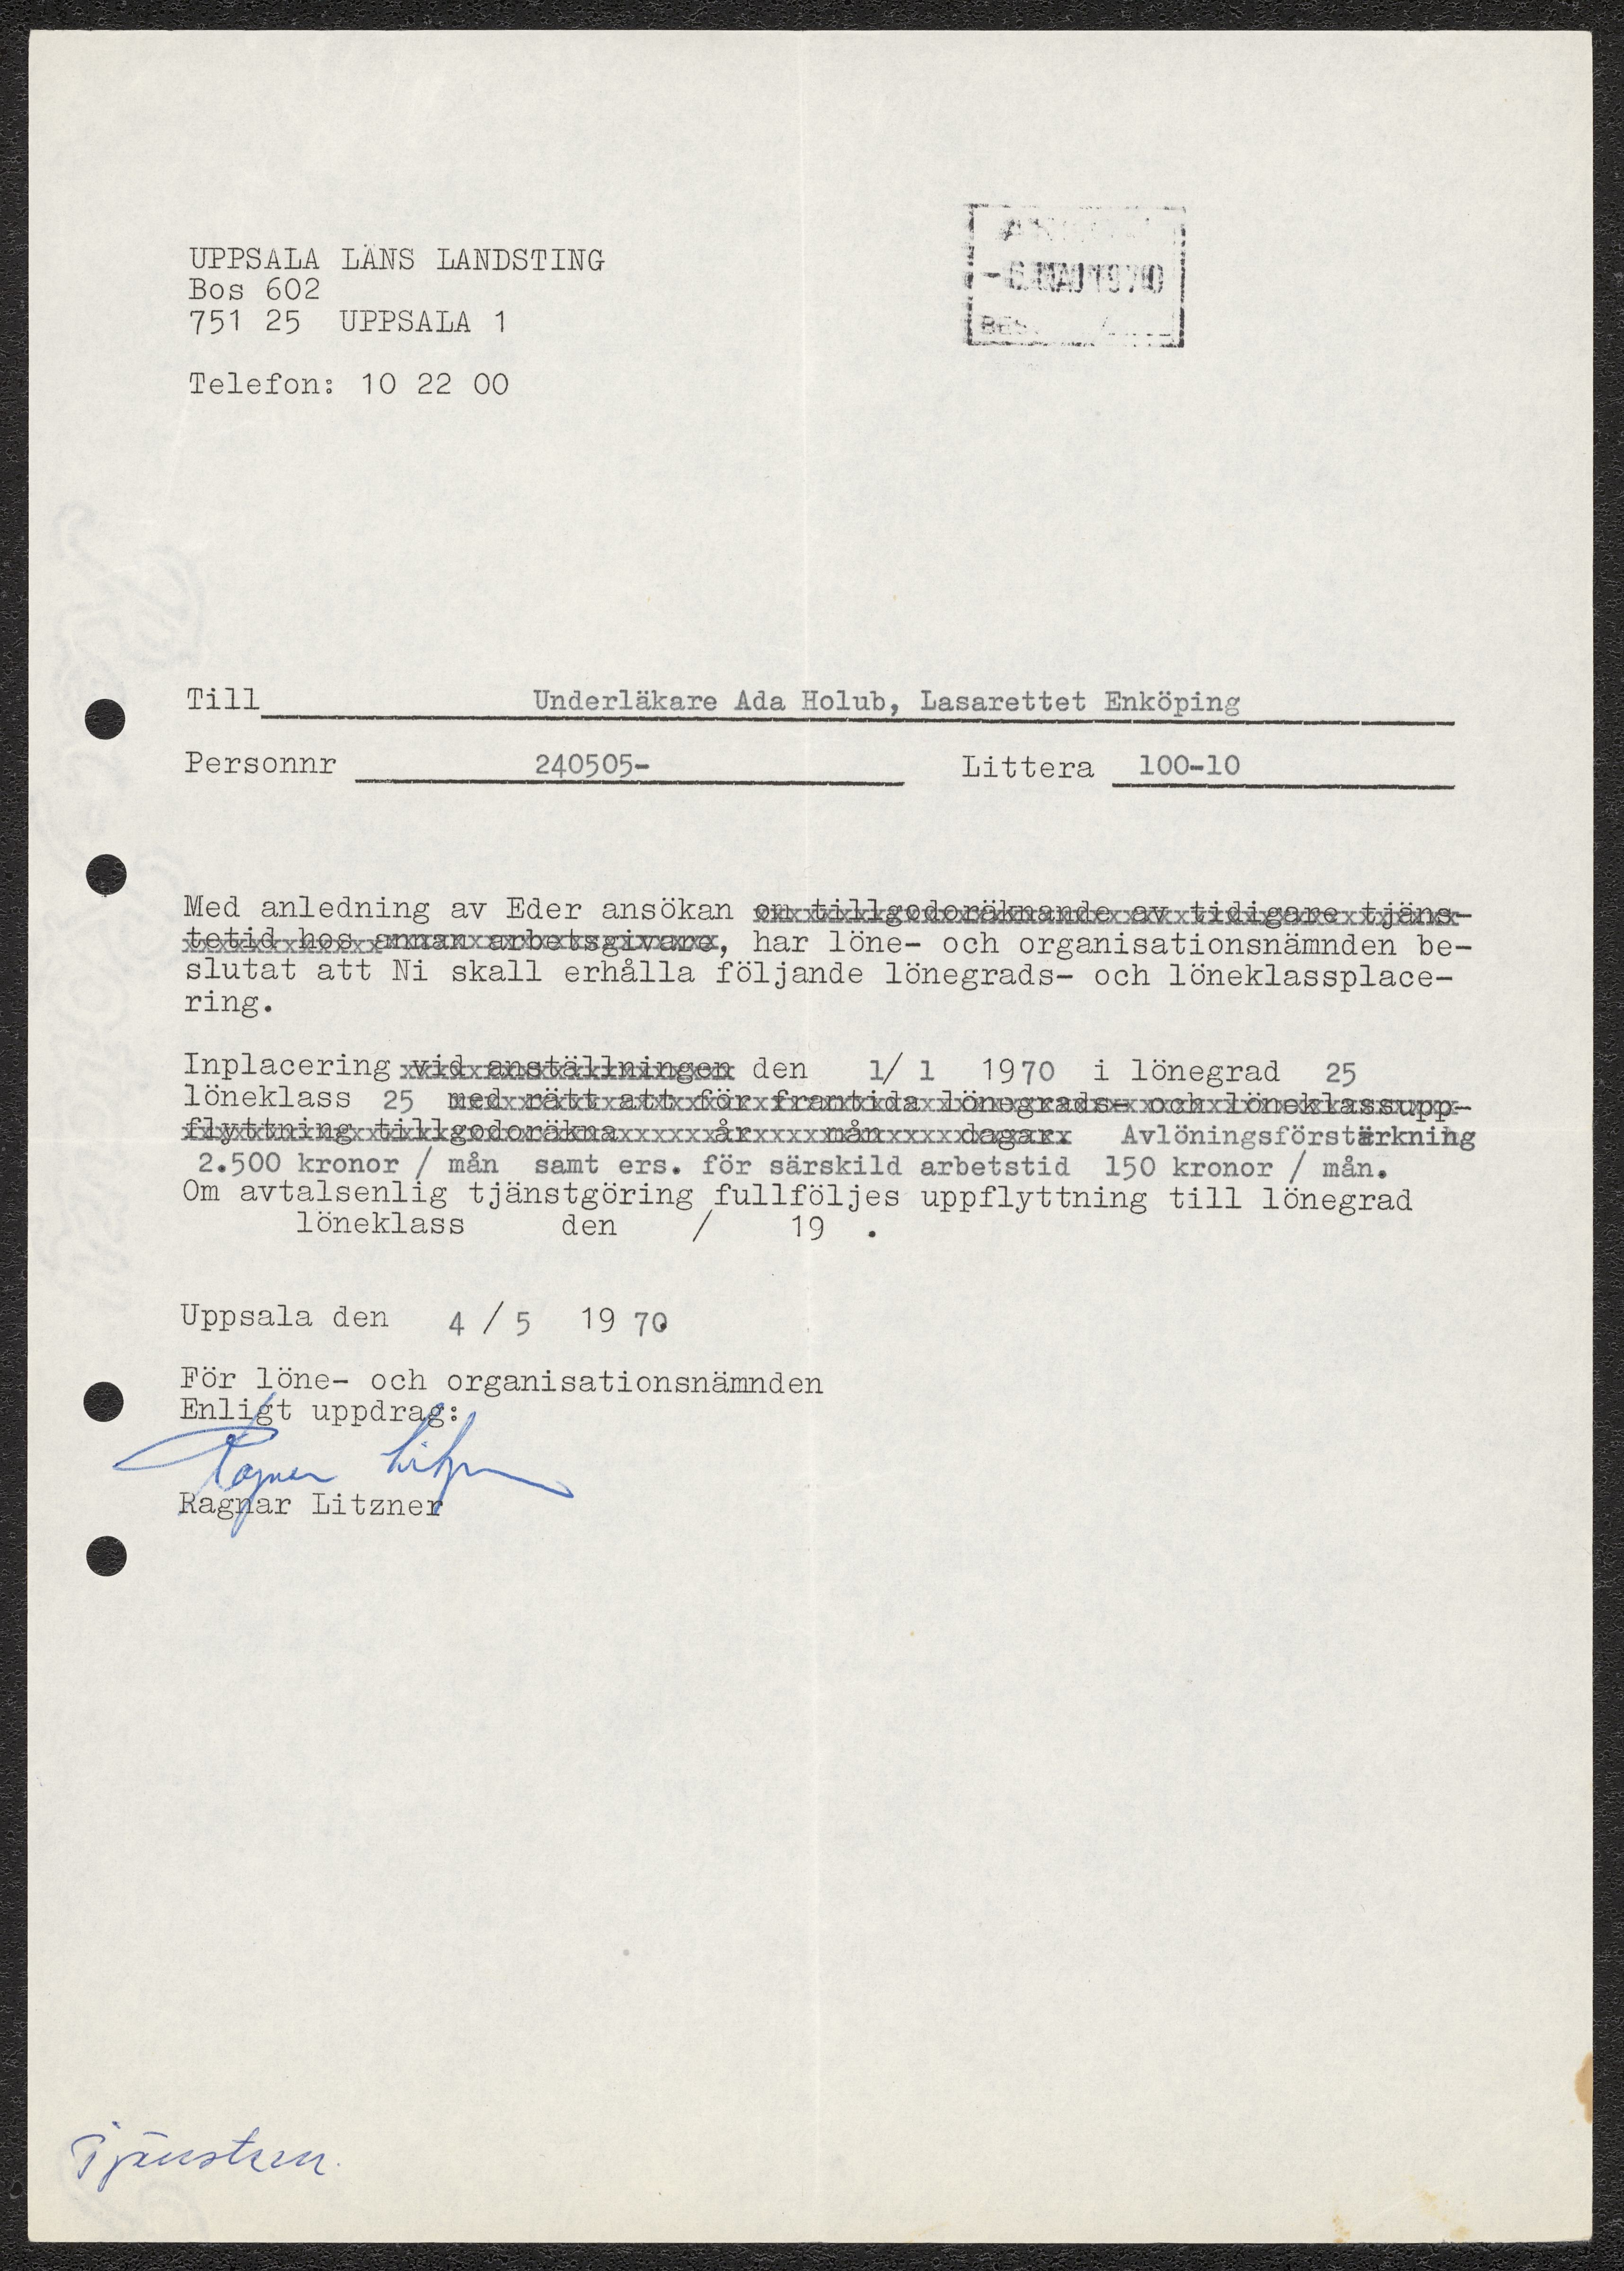 UPPSALA LÄNS LANDSTING
Bos 602
751 25 UPPSALA 1
Telefon: 10 22 00
MAJ 1970
Till Underläkare Ada Holub, Lasarettet Enköping
Personnr 240505- Littera 100-10
Med anledning av Eder ansökan om tillgodoräknande av tidigare tjäns-
tetid hos annan arbetsgivare, har löne- och organisationsnämnden be-
slutat att Ni skall erhålla följande lönegrads- och löneklassplace-
ring.
Inplacering vid anställningen den 1/ 1 1970 i lönegrad 25
löneklass 25 med rätt att för framtida lönegrads- och löneklassupp-
flyttning tillgodoräkna år mån dagar. Avlöningsförstärkning
2.500 kronor / mån samt ers. för särskild arbetstid 150 kronor / mån.
Om avtalsenlig tjänstgöring fullföljes uppflyttning till lönegrad
löneklass den / 19 .
Uppsala den 4 / 5 19 70
För löne- och organisationsnämnden
Enligt uppdrag:
Ragnar Litzner
Ragnar Litzner